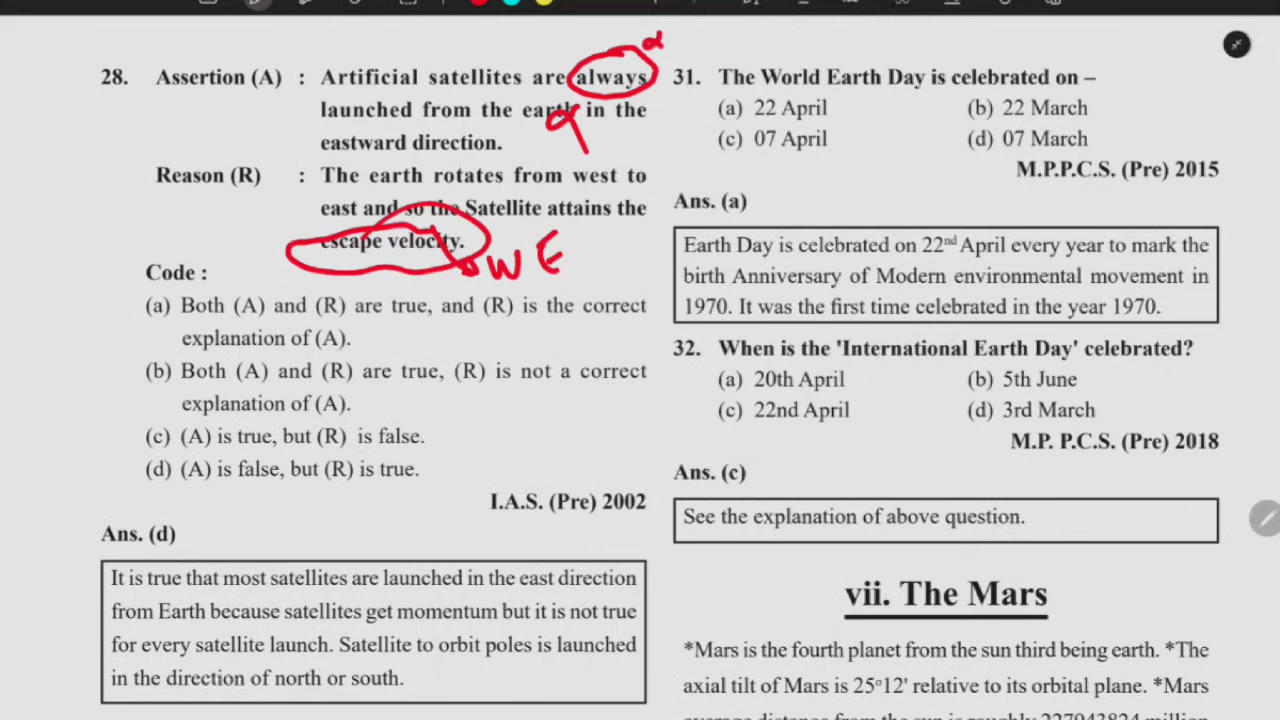 28. Assertion (A) : Artificial satellites are always
launched from the earth in the
eastward direction.
Reason (R) : The earth rotates from west to
east and so the Satellite attains the
escape velocity.
W E
Code :
(a) Both (A) and (R) are true, and (R) is the correct
explanation of (A).
(b) Both (A) and (R) are true, (R) is not a correct
explanation of (A).
(c) (A) is true, but (R) is false.
(d) (A) is false, but (R) is true.
I.A.S. (Pre) 2002
Ans. (d)
It is true that most satellites are launched in the east direction
from Earth because satellites get momentum but it is not true
for every satellite launch. Satellite to orbit poles is launched
in the direction of north or south.
31. The World Earth Day is celebrated on –
(a) 22 April (b) 22 March
(c) 07 April (d) 07 March
M.P.P.C.S. (Pre) 2015
Ans. (a)
Earth Day is celebrated on 22nd April every year to mark the
birth Anniversary of Modern environmental movement in
1970. It was the first time celebrated in the year 1970.
32. When is the 'International Earth Day' celebrated?
(a) 20th April (b) 5th June
(c) 22nd April (d) 3rd March
M.P. P.C.S. (Pre) 2018
Ans. (c)
See the explanation of above question.
vii. The Mars
*Mars is the fourth planet from the sun third being earth. *The
axial tilt of Mars is 25°12' relative to its orbital plane. *Mars
average distance from the sun is roughly 227943824 million